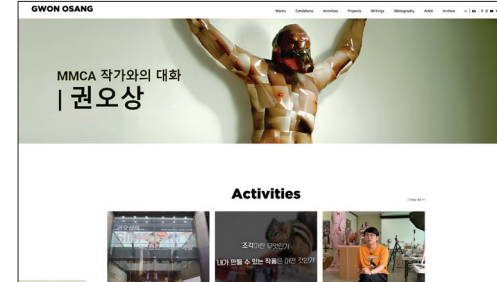 GWON OSANG
Works Exhibitions Activities Projects Writings Bibliography Artist Archive
MMCA 작가와의 대화
| 권오상
Activities
| View All
조각이란 무엇인가
내가 만들 수 있는 작품은 어떤 것인가